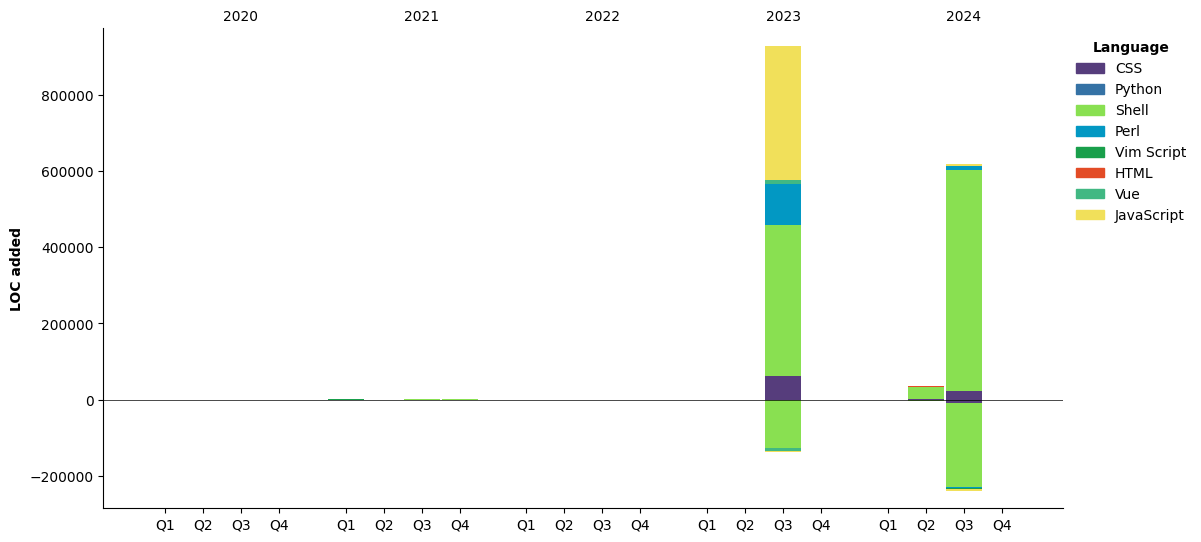 2020 2021 2022 2023 2024
Language
CSS
Python
Shell
Perl
Vim Script
HTML
Vue
JavaScript
LOC added
800000
600000
400000
200000
0
−200000
Q1 Q2 Q3 Q4 Q1 Q2 Q3 Q4 Q1 Q2 Q3 Q4 Q1 Q2 Q3 Q4 Q1 Q2 Q3 Q4